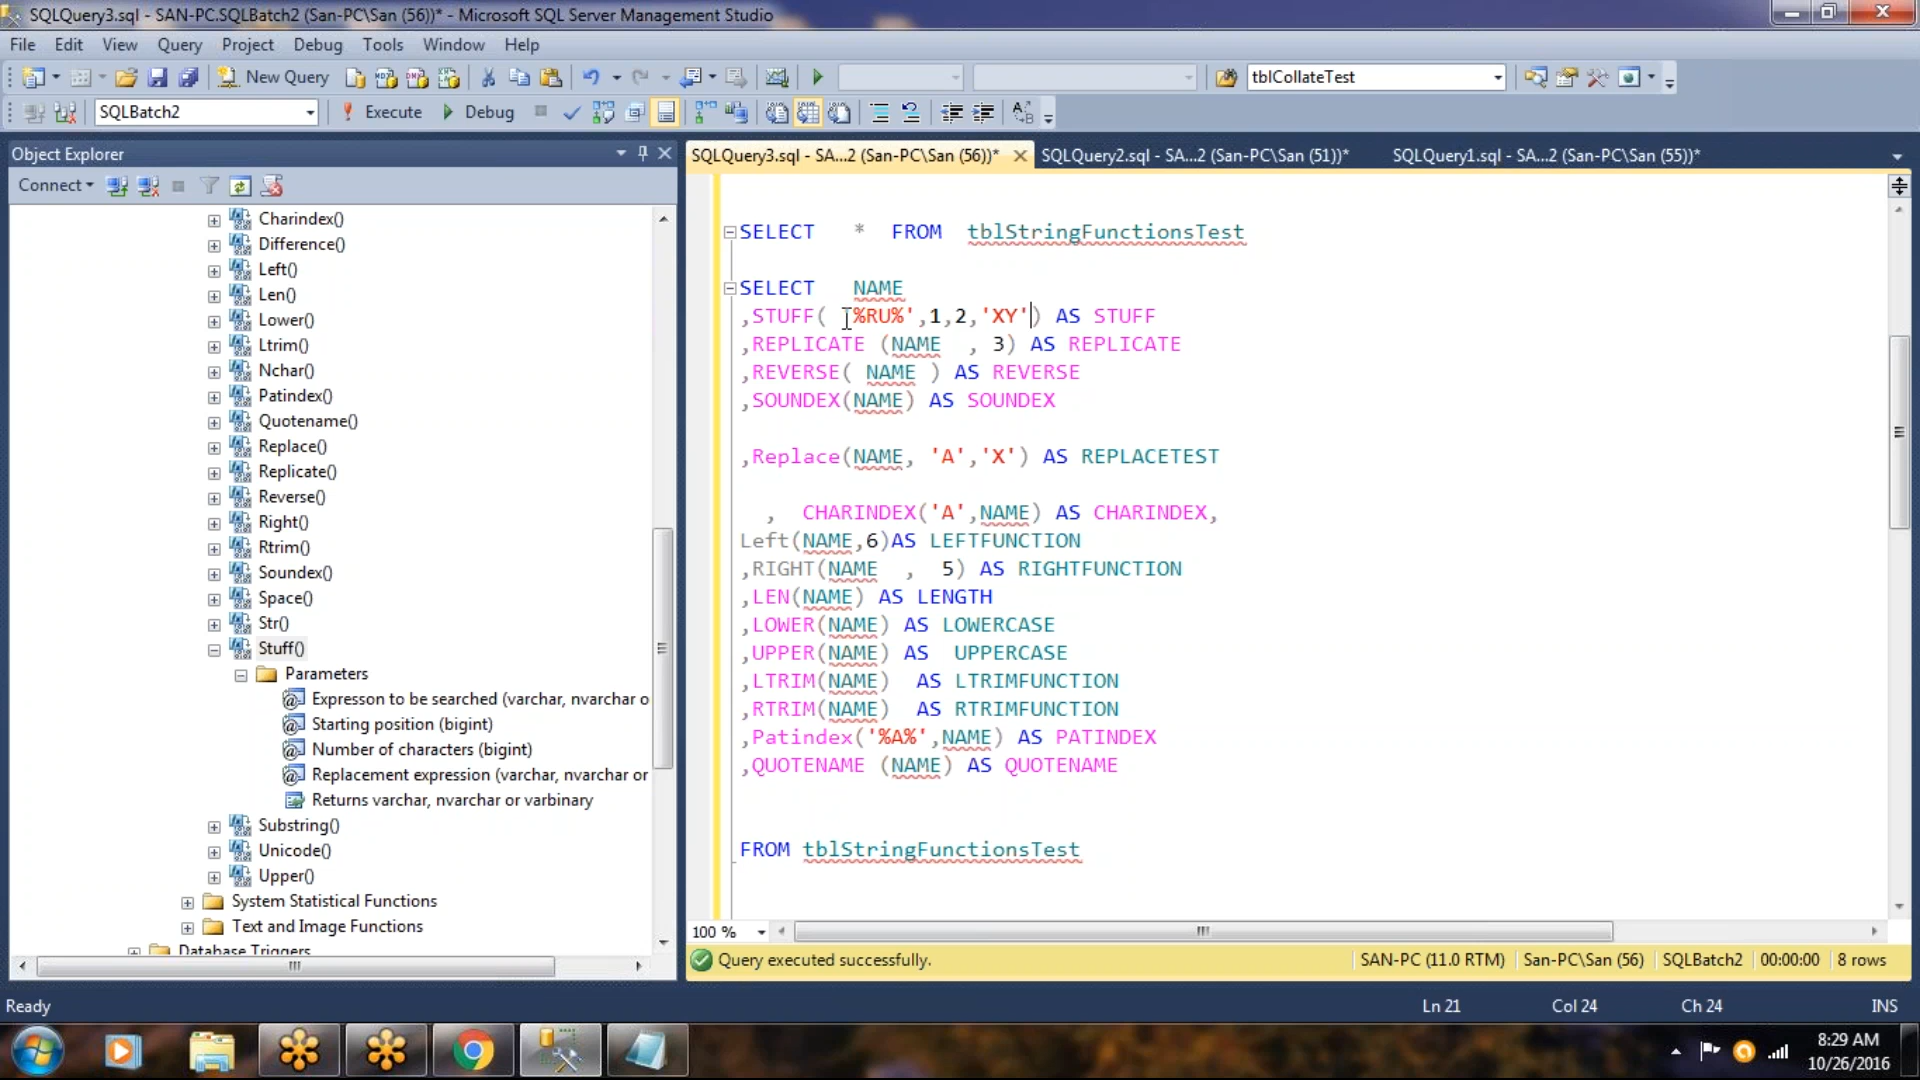 SQLQuery3.sql - SAN-PC.SQLBatch2 (San-PC\San (56))* - Microsoft SQL Server Management Studio
File Edit View Query Project Debug Tools Window Help
New Query tblCollateTest
SQLBatch2 Execute Debug
Object Explorer
SQLQuery3.sql - SA...2 (San-PC\San (56))* SQLQuery2.sql - SA...2 (San-PC\San (51))* SQLQuery1.sql - SA...2 (San-PC\San (55))*
Connect
Charindex()
Difference()
Left()
Len()
Lower()
Ltrim()
Nchar()
Patindex()
Quotename()
Replace()
Replicate()
Reverse()
Right()
Rtrim()
Soundex()
Space()
Str()
Stuff()
Parameters
Expresson to be searched (varchar, nvarchar o
Starting position (bigint)
Number of characters (bigint)
Replacement expression (varchar, nvarchar or
Returns varchar, nvarchar or varbinary
Substring()
Unicode()
Upper()
System Statistical Functions
Text and Image Functions
Database Triggers
SELECT * FROM tblStringFunctionsTest
SELECT NAME
,STUFF( '%RU%',1,2,'XY') AS STUFF
,REPLICATE (NAME , 3) AS REPLICATE
,REVERSE( NAME ) AS REVERSE
,SOUNDEX(NAME) AS SOUNDEX
,Replace(NAME, 'A','X') AS REPLACETEST
, CHARINDEX('A',NAME) AS CHARINDEX,
Left(NAME,6)AS LEFTFUNCTION
,RIGHT(NAME , 5) AS RIGHTFUNCTION
,LEN(NAME) AS LENGTH
,LOWER(NAME) AS LOWERCASE
,UPPER(NAME) AS UPPERCASE
,LTRIM(NAME) AS LTRIMFUNCTION
,RTRIM(NAME) AS RTRIMFUNCTION
,Patindex('%A%',NAME) AS PATINDEX
,QUOTENAME (NAME) AS QUOTENAME
FROM tblStringFunctionsTest
100 %
Query executed successfully. SAN-PC (11.0 RTM) San-PC\San (56) SQLBatch2 00:00:00 8 rows
Ready Ln 21 Col 24 Ch 24 INS
8:29 AM
10/26/2016